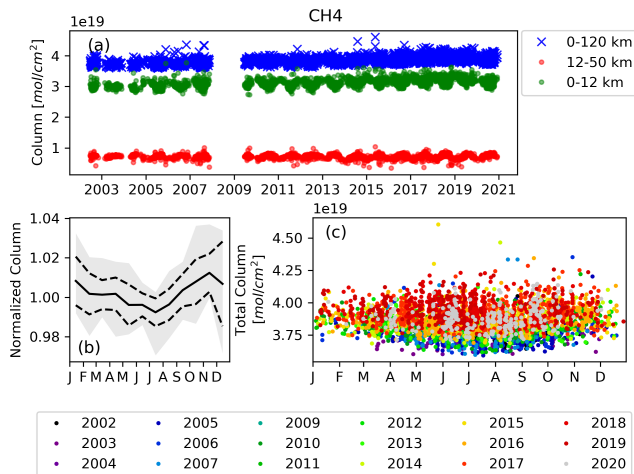 CH4
1e19
(a)
Column [mol/cm²]
4
3
2
1
2003 2005 2007 2009 2011 2013 2015 2017 2019 2021
0-120 km
12-50 km
0-12 km
Normalized Column
1.04
1.02
1.00
0.98
(b)
J F M A M J J A S O N D
1e19
(c)
Total Column
[mol/cm²]
4.50
4.25
4.00
3.75
J F M A M J J A S O N D
2002 2005 2009 2012 2015 2018
2003 2006 2010 2013 2016 2019
2004 2007 2011 2014 2017 2020